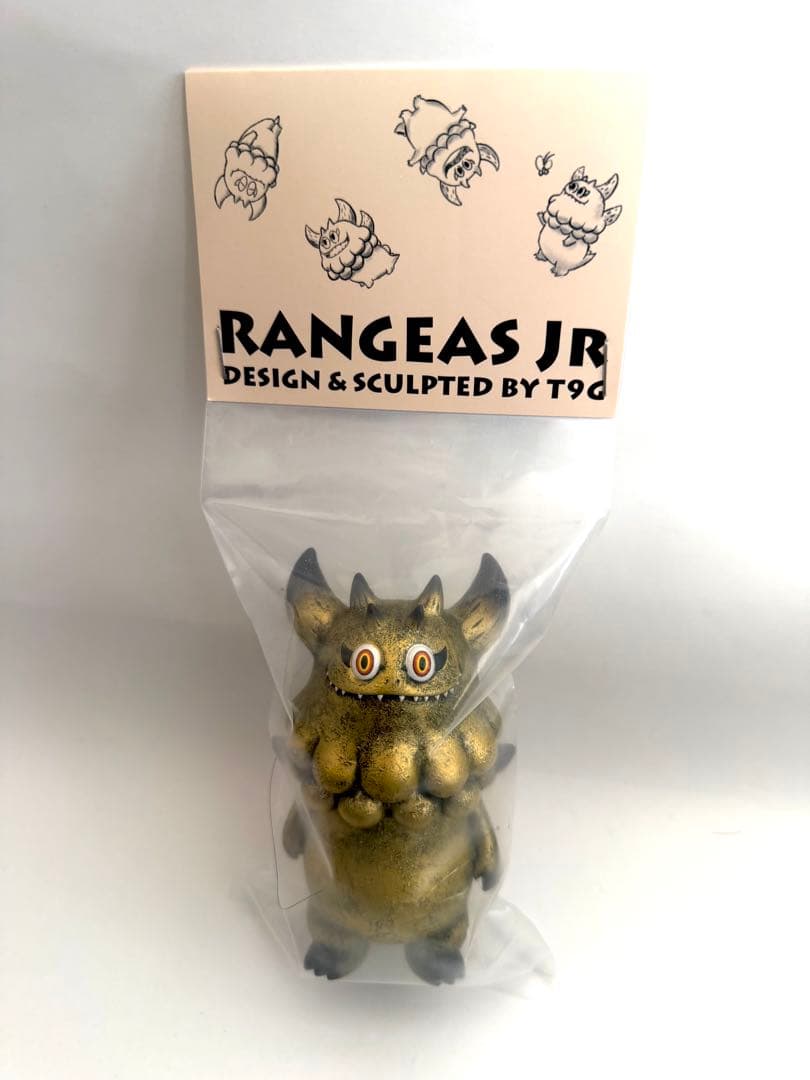 RANGEAS JR
DESIGN & SCULPTED BY T9G